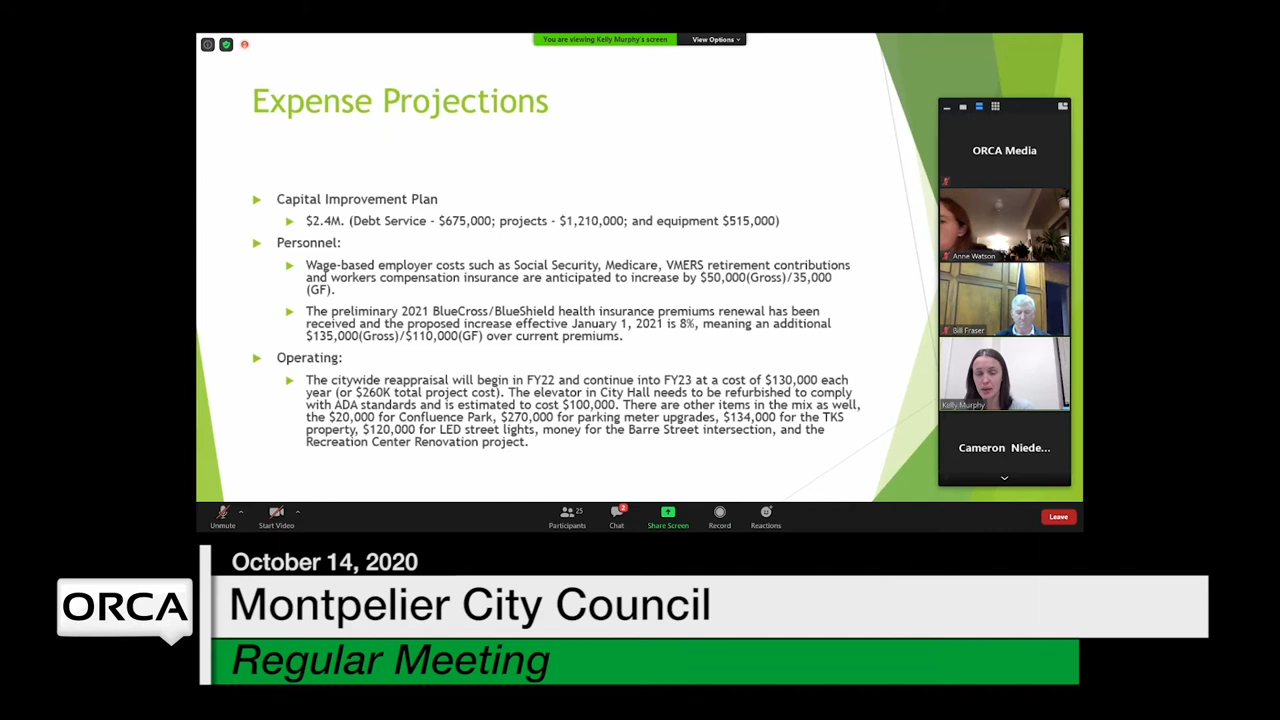 You are viewing Kelly Murphy's screen
View Options
Expense Projections
Capital Improvement Plan
$2.4M. (Debt Service - $675,000; projects - $1,210,000; and equipment $515,000)
Personnel:
Wage-based employer costs such as Social Security, Medicare, VMERS retirement contributions
and workers compensation insurance are anticipated to increase by $50,000(Gross)/35,000
(GF).
The preliminary 2021 BlueCross/BlueShield health insurance premiums renewal has been
received and the proposed increase effective January 1, 2021 is 8%, meaning an additional
$135,000(Gross)/$110,000(GF) over current premiums.
Operating:
The citywide reappraisal will begin in FY22 and continue into FY23 at a cost of $130,000 each
year (or $260K total project cost). The elevator in City Hall needs to be refurbished to comply
with ADA standards and is estimated to cost $100,000. There are other items in the mix as well,
the $20,000 for Confluence Park, $270,000 for parking meter upgrades, $134,000 for the TKS
property, $120,000 for LED street lights, money for the Barre Street intersection, and the
Recreation Center Renovation project.
ORCA Media
Anne Watson
Bill Fraser
Kelly Murphy
Cameron Niede...
Unmute
Start Video
25
Participants
2
Chat
Share Screen
Record
Reactions
Leave
October 14, 2020
ORCA
Montpelier City Council
Regular Meeting